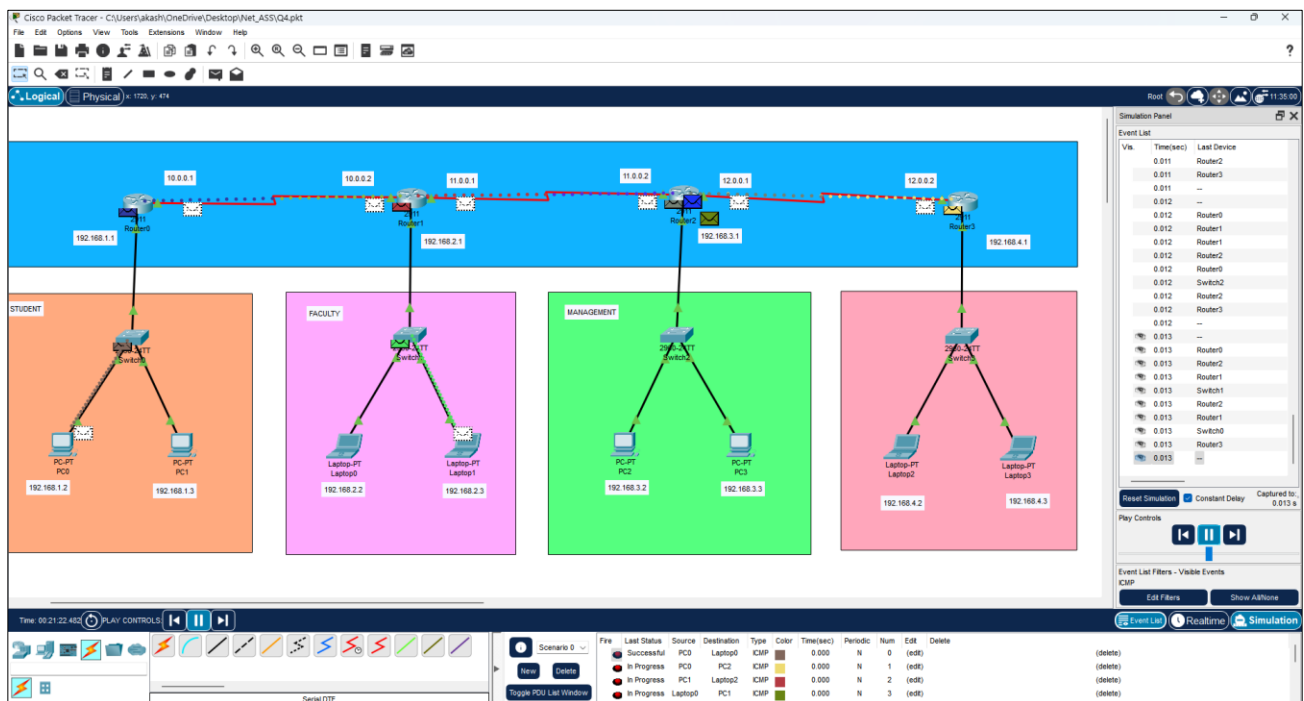 Cisco Packet Tracer - C:\Users\akash\OneDrive\Desktop\Net_ASS\Q4.pkt
File Edit Options View Tools Extensions Window Help
?
Logical Physical x: 1723, y: 474
Root 11:35:00
10.0.0.1 10.0.0.2 11.0.0.1 11.0.0.2 12.0.0.1 12.0.0.2
Router0 Router1 Router2 2911 Router3
192.168.1.1 192.168.2.1 192.168.3.1 192.168.4.1
STUDENT FACULTY MANAGEMENT
Switch2
PC-PT PC-PT Laptop-PT Laptop-PT PC-PT PC-PT Laptop-PT Laptop-PT
PC0 PC1 Laptop0 Laptop1 PC2 PC3 Laptop2 Laptop3
192.168.1.2 192.168.1.3 192.168.2.2 192.168.2.3 192.168.3.2 192.168.3.3 192.168.4.2 192.168.4.3
Simulation Panel
Event List
Vis. Time(sec) Last Device
0.011 Router2
0.011 Router3
0.011 --
0.012 --
0.012 Router0
0.012 Router1
0.012 Router1
0.012 Router2
0.012 Router0
0.012 Switch2
0.012 Router2
0.012 Router3
0.012 --
0.013 --
0.013 Router0
0.013 Router2
0.013 Router1
0.013 Switch1
0.013 Router2
0.013 Router1
0.013 Switch0
0.013 Router3
0.013 --
Reset Simulation Constant Delay Captured to:
0.013 s
Play Controls
Event List Filters - Visible Events
ICMP
Edit Filters Show All/None
Time: 00:21:22.482 PLAY CONTROLS:
Event List Realtime Simulation
Scenario 0
New Delete
Toggle PDU List Window
Serial DTE
Fire Last Status Source Destination Type Color Time(sec) Periodic Num Edit Delete
Successful PC0 Laptop0 ICMP 0.000 N 0 (edit) (delete)
In Progress PC0 PC2 ICMP 0.000 N 1 (edit) (delete)
In Progress PC1 Laptop2 ICMP 0.000 N 2 (edit) (delete)
In Progress Laptop0 PC1 ICMP 0.000 N 3 (edit) (delete)